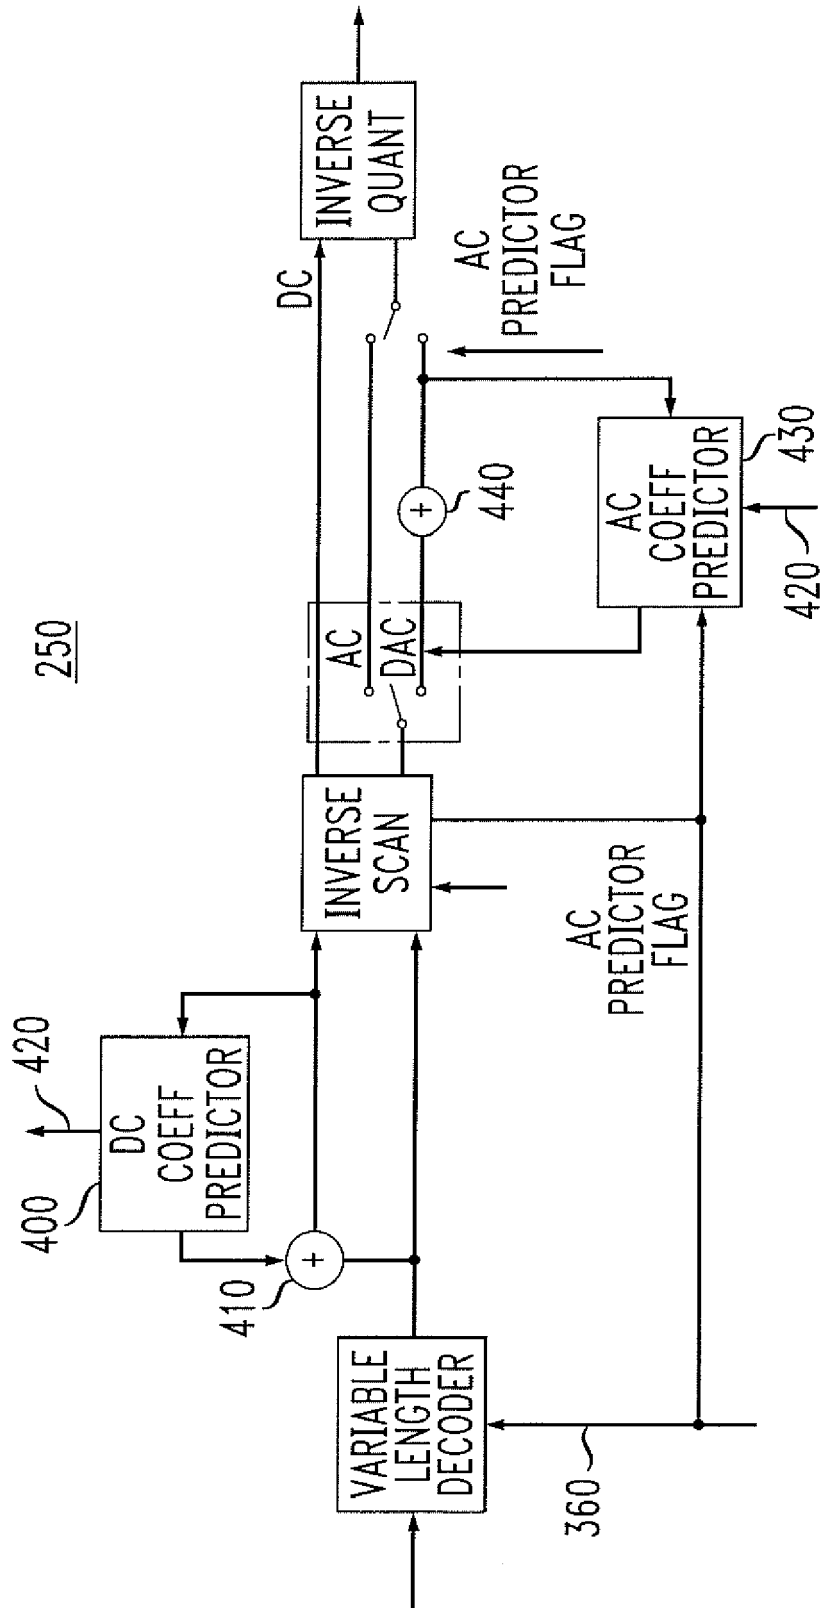 250
420
400
DC
COEFF
PREDICTOR
410
VARIABLE
LENGTH
DECODER
360
INVERSE
SCAN
AC
PREDICTOR
FLAG
AC
DAC
440
DC
INVERSE
QUANT
AC
PREDICTOR
FLAG
AC
COEFF
PREDICTOR
430
420